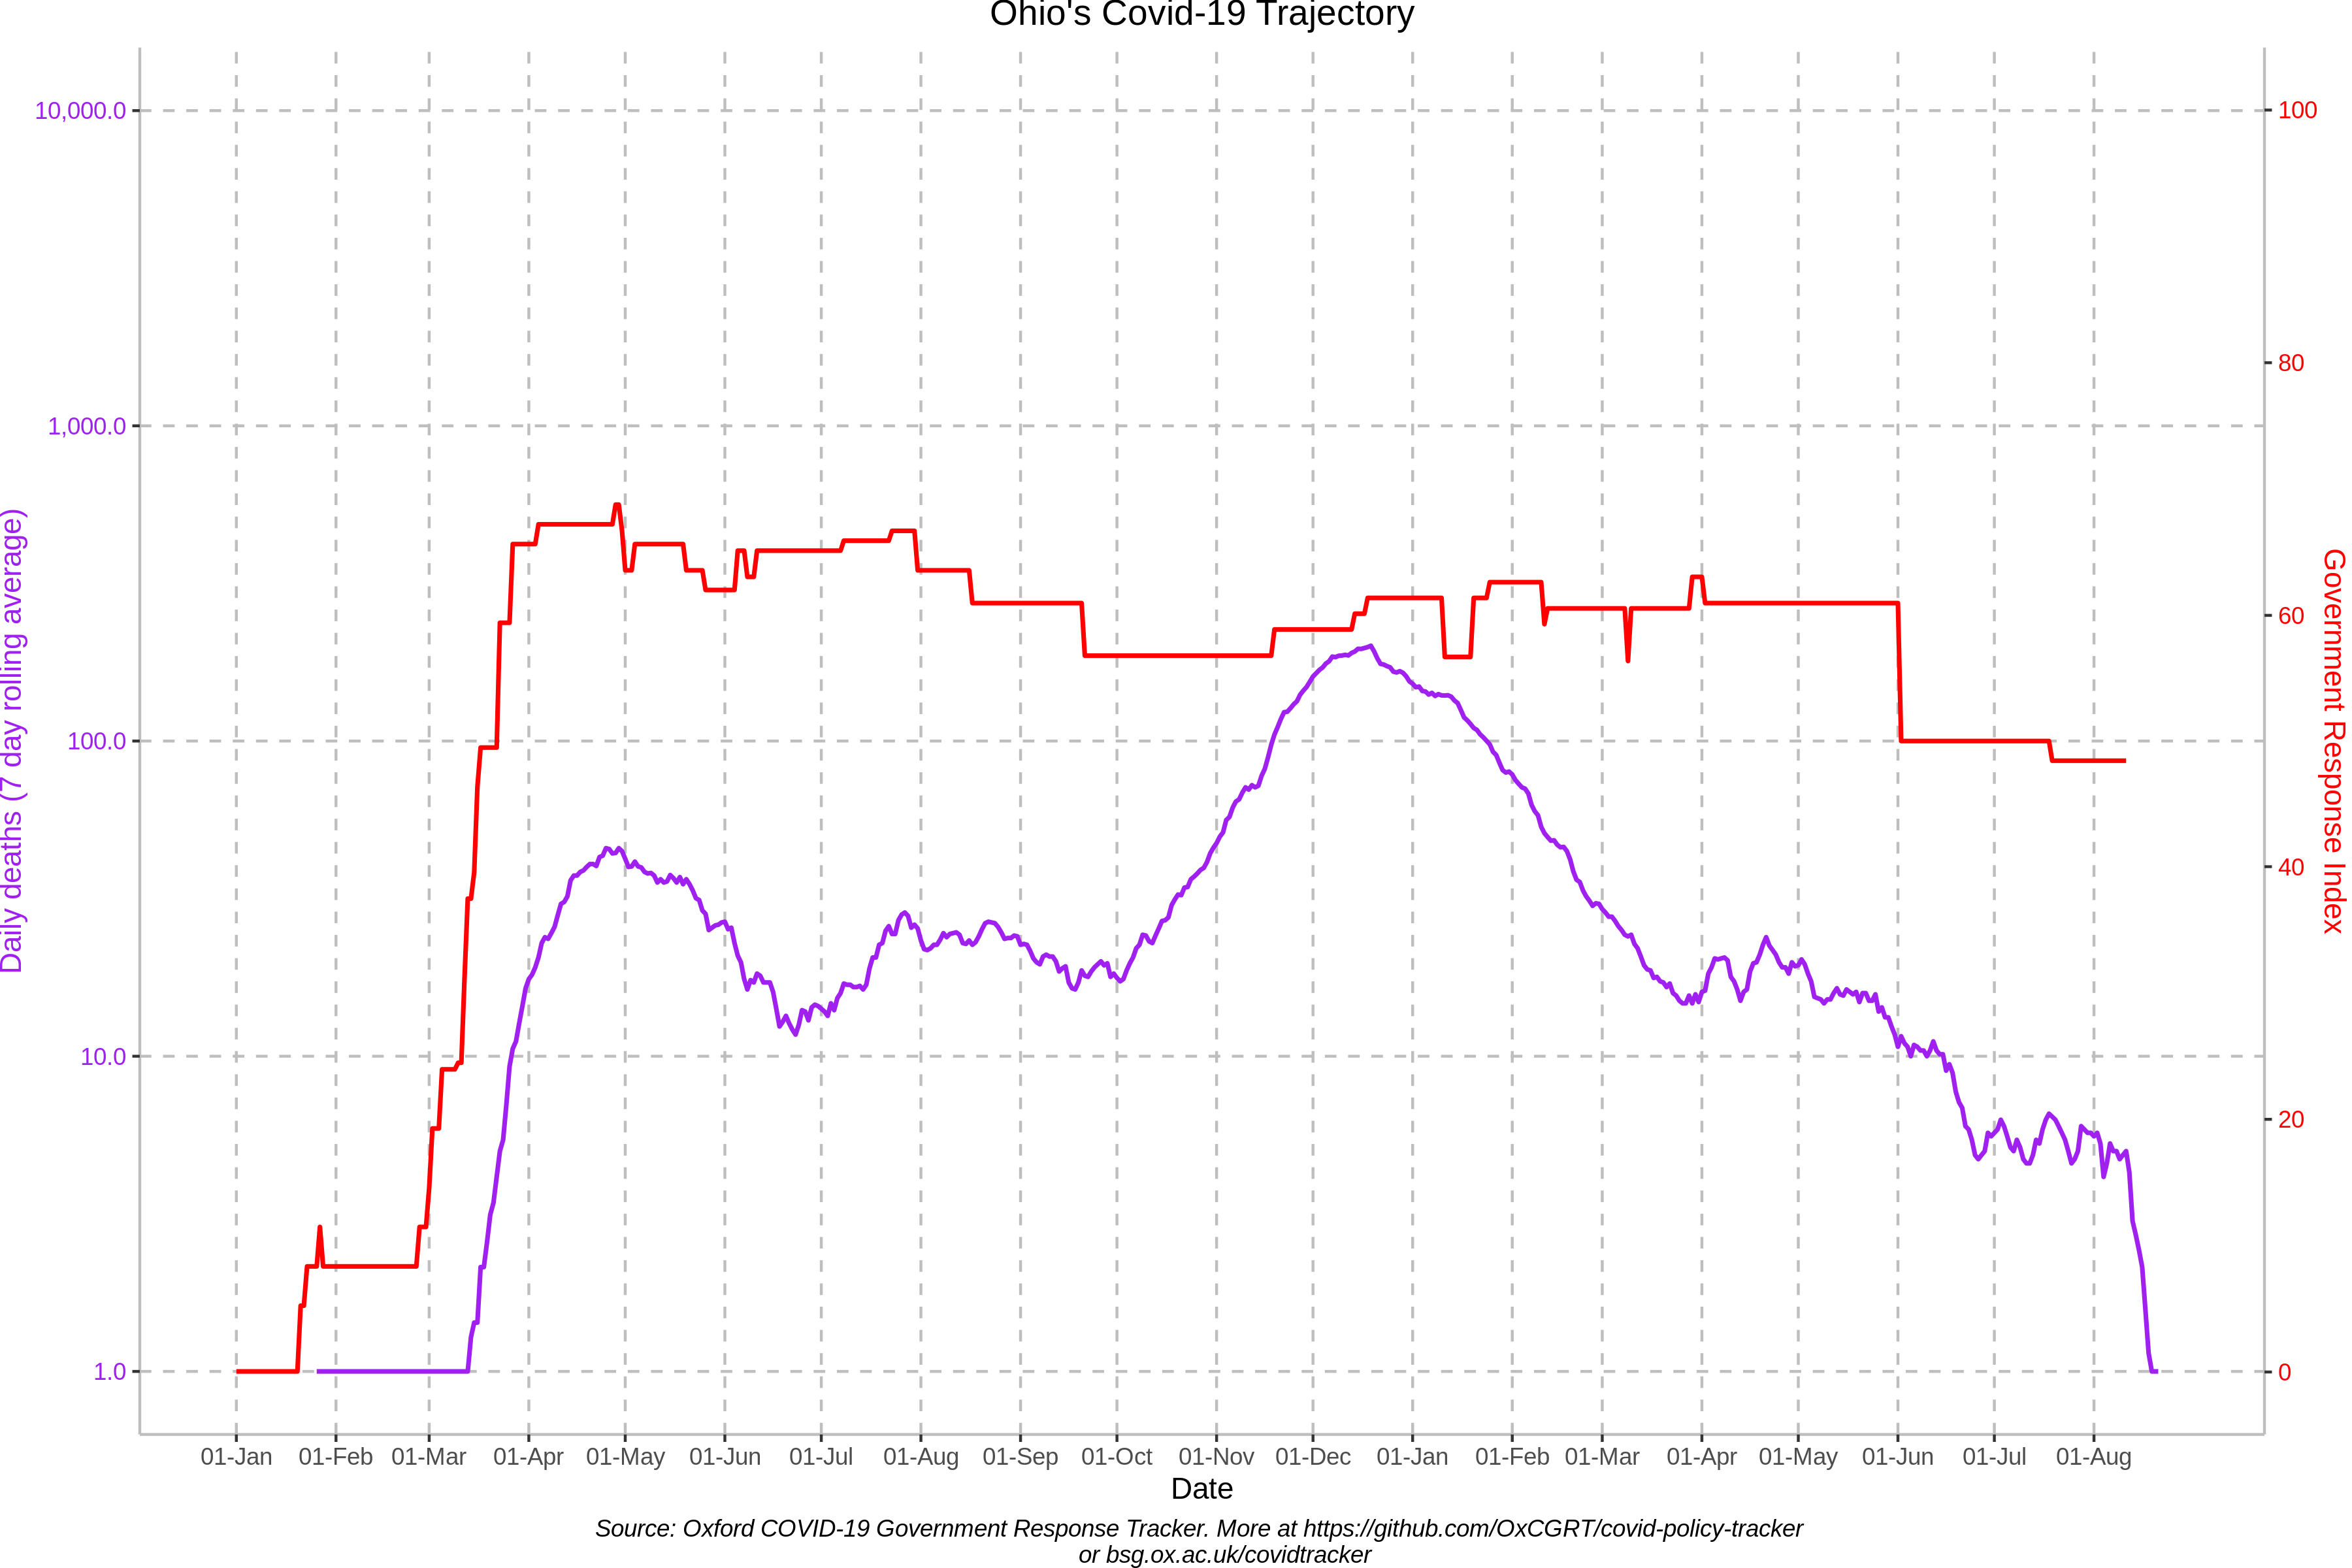 Ohio's Covid-19 Trajectory
10,000.0
1,000.0
100.0
10.0
1.0
Daily deaths (7 day rolling average)
100
80
60
40
20
0
Government Response Index
01-Jan 01-Feb 01-Mar 01-Apr 01-May 01-Jun 01-Jul 01-Aug 01-Sep 01-Oct 01-Nov 01-Dec 01-Jan 01-Feb 01-Mar 01-Apr 01-May 01-Jun 01-Jul 01-Aug
Date
Source: Oxford COVID-19 Government Response Tracker. More at https://github.com/OxCGRT/covid-policy-tracker
or bsg.ox.ac.uk/covidtracker